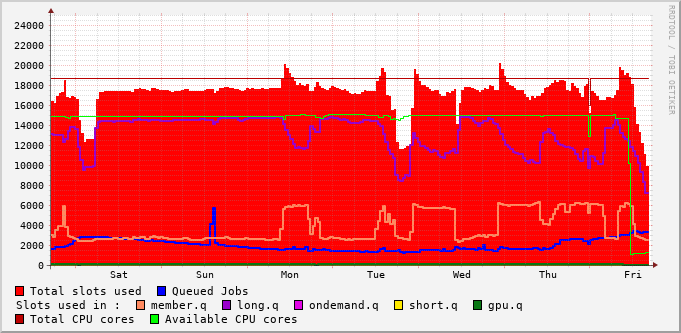 24000
22000
20000
18000
16000
14000
12000
10000
8000
6000
4000
2000
0
Sat Sun Mon Tue Wed Thu Fri
RRDTOOL / TOBI OETIKER
Total slots used Queued Jobs
Slots used in : member.q long.q ondemand.q short.q gpu.q
Total CPU cores Available CPU cores